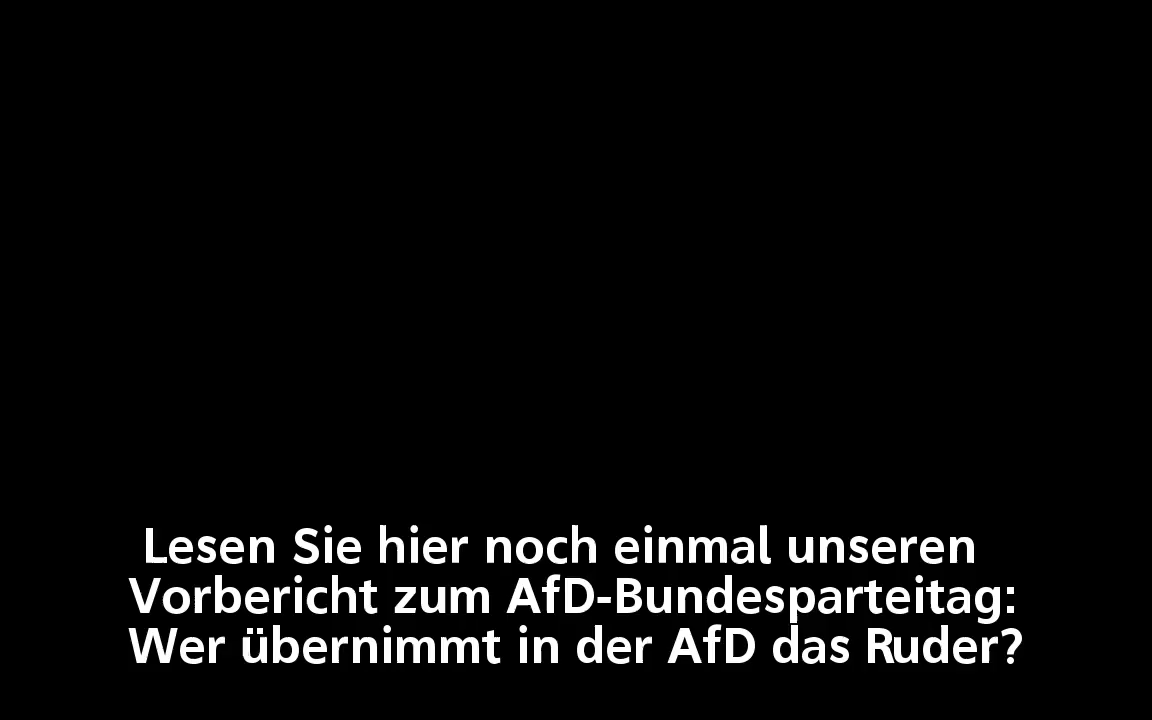 Lesen Sie hier noch einmal unseren
Vorbericht zum AfD-Bundesparteitag:
Wer übernimmt in der AfD das Ruder?